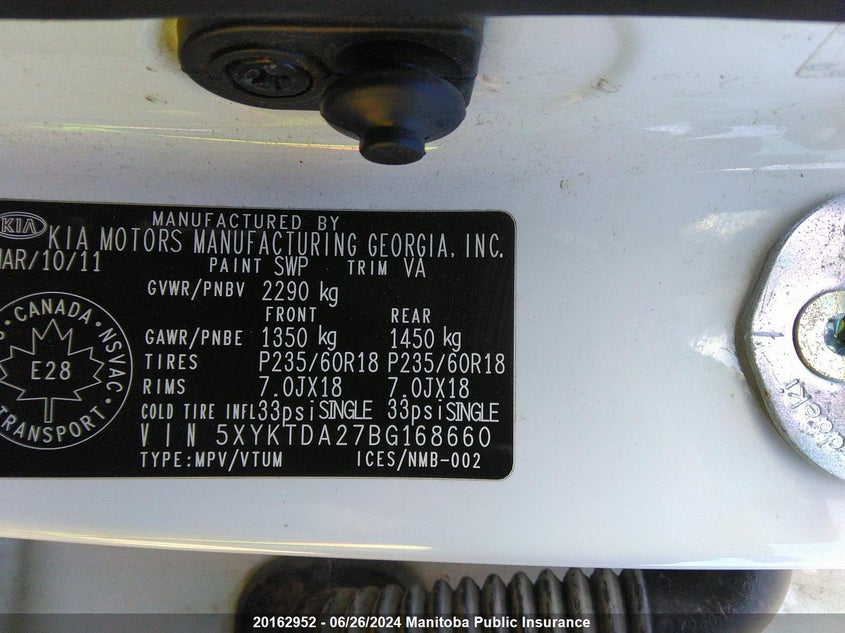 KIA
MANUFACTURED BY
KIA MOTORS MANUFACTURING GEORGIA, INC.
MAR/10/11 PAINT SWP TRIM VA
GVWR/PNBV 2290 kg
FRONT REAR
GAWR/PNBE 1350 kg 1450 kg
TIRES P235/60R18 P235/60R18
RIMS 7.0JX18 7.0JX18
COLD TIRE INFL 33psi SINGLE 33psi SINGLE
VIN 5XYKTDA27BG168660
TYPE:MPV/VTUM ICES/NMB-002
CANADA • NSVAC •
E28
TRANSPORT •
20162952 - 06/26/2024 Manitoba Public Insurance